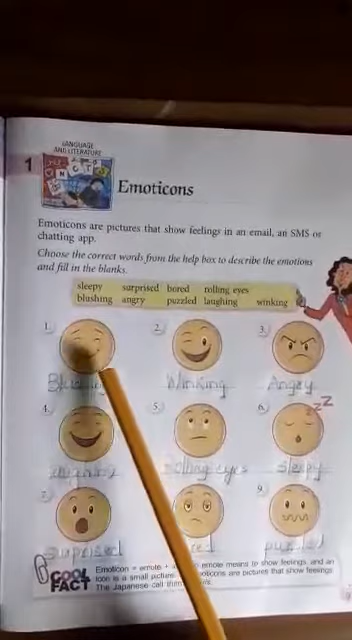 LANGUAGE
AND LITERATURE
1
Emoticons
Emoticons are pictures that show feelings in an email, an SMS or
chatting app.
Choose the correct words from the help box to describe the emotions
and fill in the blanks.
sleepy surprised bored rolling eyes
blushing angry puzzled laughing winking
1. 2. 3.
Winking Angry
4. 5. 6.
zZ
Rolling eyes Sleepy
7. 9.
Surprised puzzled
COOL
FACT
Emoticon = emote + emote means to show feelings and an
icon is a small picture. are pictures that show feelings.
The Japanese call them